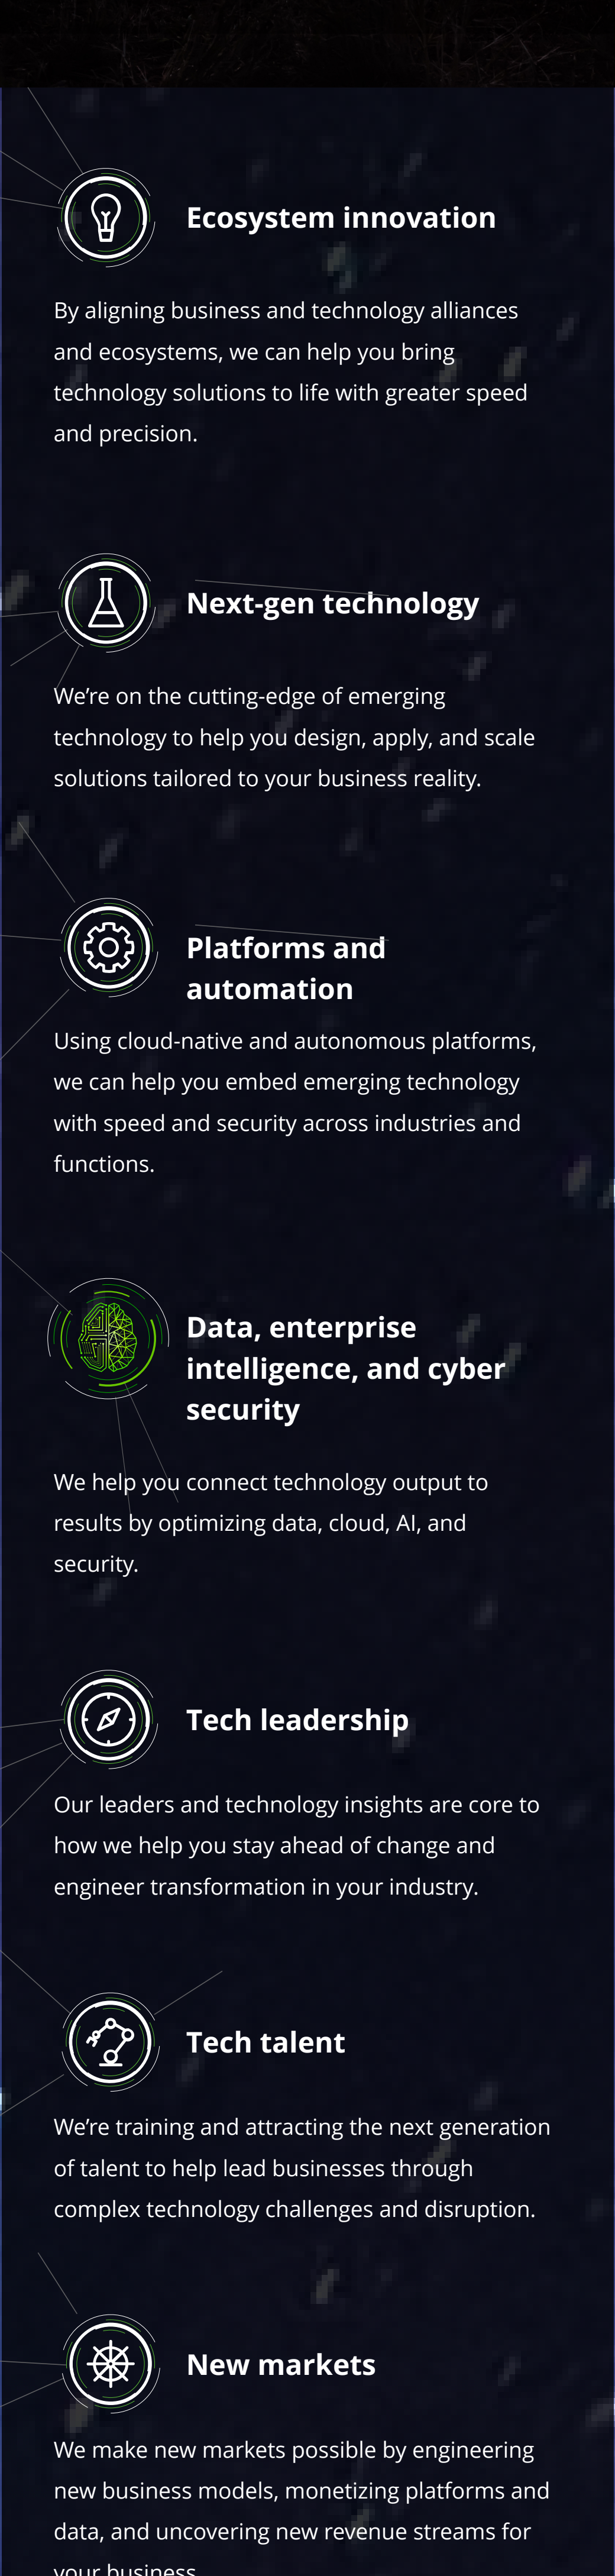 Ecosystem innovation
By aligning business and technology alliances
and ecosystems, we can help you bring
technology solutions to life with greater speed
and precision.
Next-gen technology
We’re on the cutting-edge of emerging
technology to help you design, apply, and scale
solutions tailored to your business reality.
Platforms and
automation
Using cloud-native and autonomous platforms,
we can help you embed emerging technology
with speed and security across industries and
functions.
Data, enterprise
intelligence, and cyber
security
We help you connect technology output to
results by optimizing data, cloud, AI, and
security.
Tech leadership
Our leaders and technology insights are core to
how we help you stay ahead of change and
engineer transformation in your industry.
Tech talent
We’re training and attracting the next generation
of talent to help lead businesses through
complex technology challenges and disruption.
New markets
We make new markets possible by engineering
new business models, monetizing platforms and
data, and uncovering new revenue streams for
your business